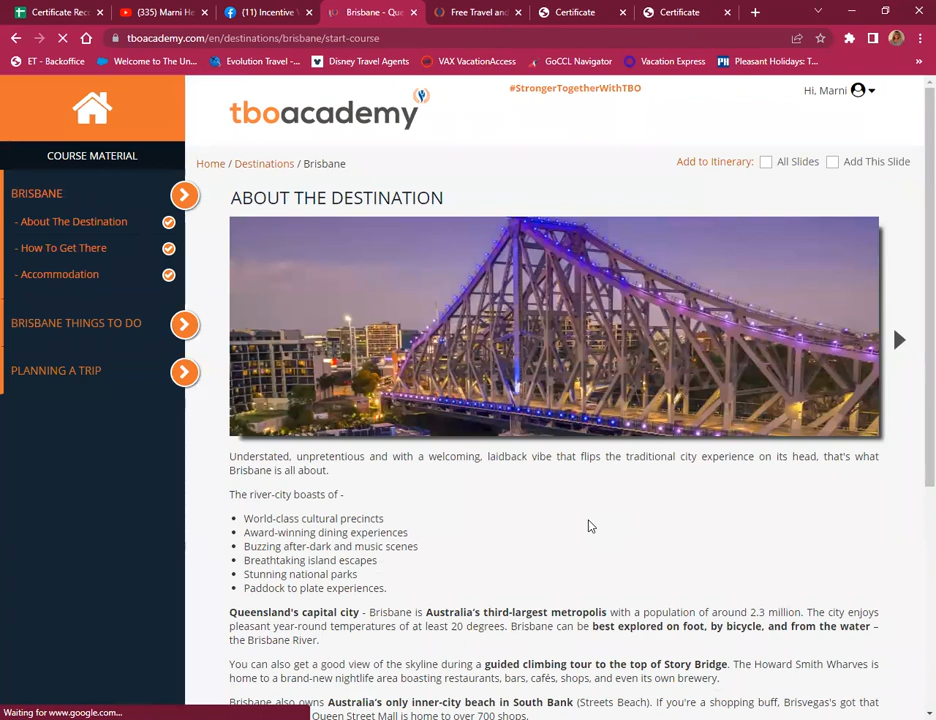 Certificate Rec
(335) Marni He
(11) Incentive
Brisbane - Que
Free Travel and
Certificate
Certificate
tboacademy.com/en/destinations/brisbane/start-course
ET - Backoffice
Welcome to The Un...
Evolution Travel -...
Disney Travel Agents
VAX VacationAccess
GoCCL Navigator
Vacation Express
Pleasant Holidays: T...
»
#StrongerTogetherWithTBO
Hi, Marni
tboacademy
COURSE MATERIAL
Home / Destinations / Brisbane
Add to Itinerary: All Slides Add This Slide
BRISBANE
- About The Destination
- How To Get There
- Accommodation
BRISBANE THINGS TO DO
PLANNING A TRIP
ABOUT THE DESTINATION
Understated, unpretentious and with a welcoming, laidback vibe that flips the traditional city experience on its head, that's what
Brisbane is all about.
The river-city boasts of -
• World-class cultural precincts
• Award-winning dining experiences
• Buzzing after-dark and music scenes
• Breathtaking island escapes
• Stunning national parks
• Paddock to plate experiences.
Queensland's capital city - Brisbane is Australia's third-largest metropolis with a population of around 2.3 million. The city enjoys
pleasant year-round temperatures of at least 20 degrees. Brisbane can be best explored on foot, by bicycle, and from the water –
the Brisbane River.
You can also get a good view of the skyline during a guided climbing tour to the top of Story Bridge. The Howard Smith Wharves is
home to a brand-new nightlife area boasting restaurants, bars, cafés, shops, and even its own brewery.
Brisbane also owns Australia's only inner-city beach in South Bank (Streets Beach). If you're a shopping buff, Brisvegas's got that
Queen Street Mall is home to over 700 shops.
Waiting for www.google.com...